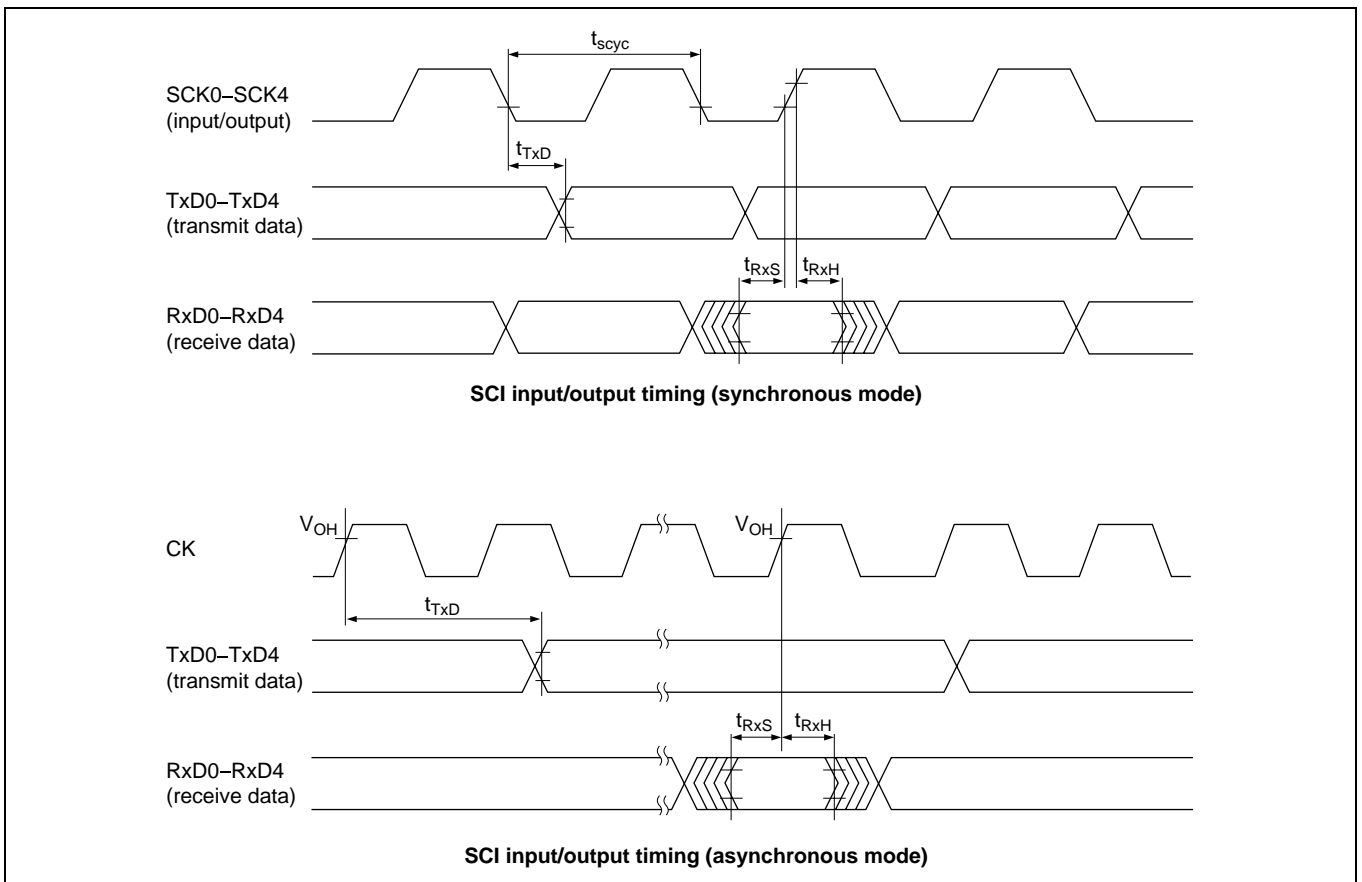 tscyc
SCK0–SCK4
(input/output)
tTxD
TxD0–TxD4
(transmit data)
tRxS tRxH
RxD0–RxD4
(receive data)
SCI input/output timing (synchronous mode)
VOH VOH
CK
tTxD
TxD0–TxD4
(transmit data)
tRxS tRxH
RxD0–RxD4
(receive data)
SCI input/output timing (asynchronous mode)